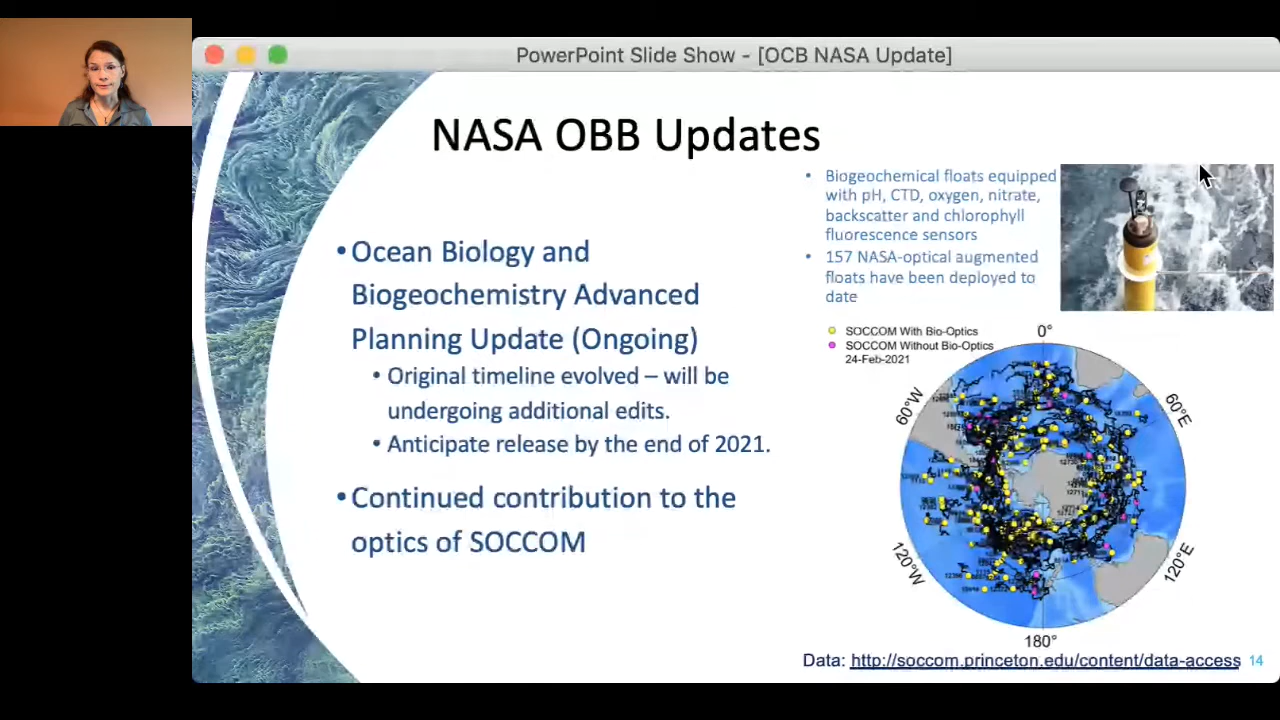 PowerPoint Slide Show - [OCB NASA Update]
NASA OBB Updates
• Ocean Biology and
Biogeochemistry Advanced
Planning Update (Ongoing)
• Original timeline evolved – will be
undergoing additional edits.
• Anticipate release by the end of 2021.
• Continued contribution to the
optics of SOCCOM
• Biogeochemical floats equipped
with pH, CTD, oxygen, nitrate,
backscatter and chlorophyll
fluorescence sensors
• 157 NASA-optical augmented
floats have been deployed to
date
SOCCOM With Bio-Optics
SOCCOM Without Bio-Optics
24-Feb-2021
0°
60°W
60°E
120°W
120°E
180°
Data: http://soccom.princeton.edu/content/data-access
14